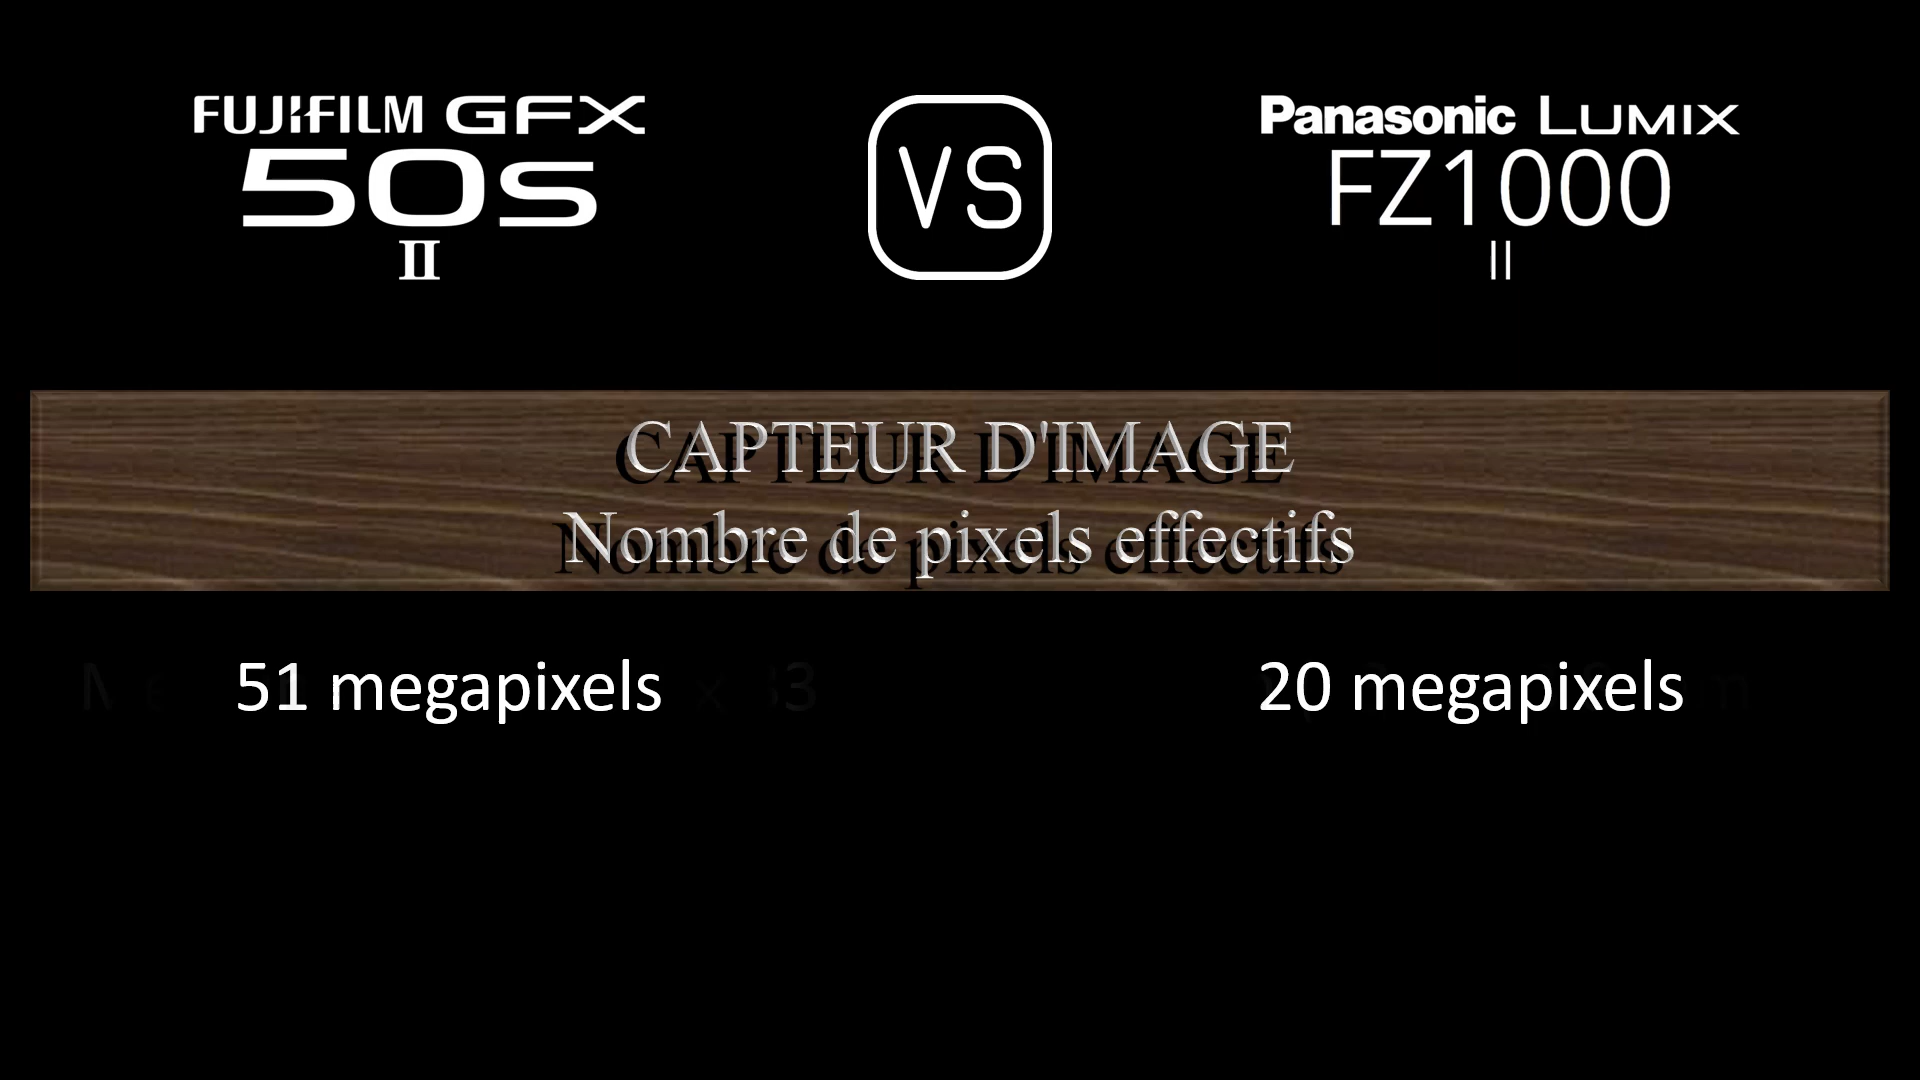 FUJIFILM GFX
50S
II
VS
Panasonic LUMIX
FZ1000
II
CAPTEUR D'IMAGE
Nombre de pixels effectifs
51 megapixels
20 megapixels